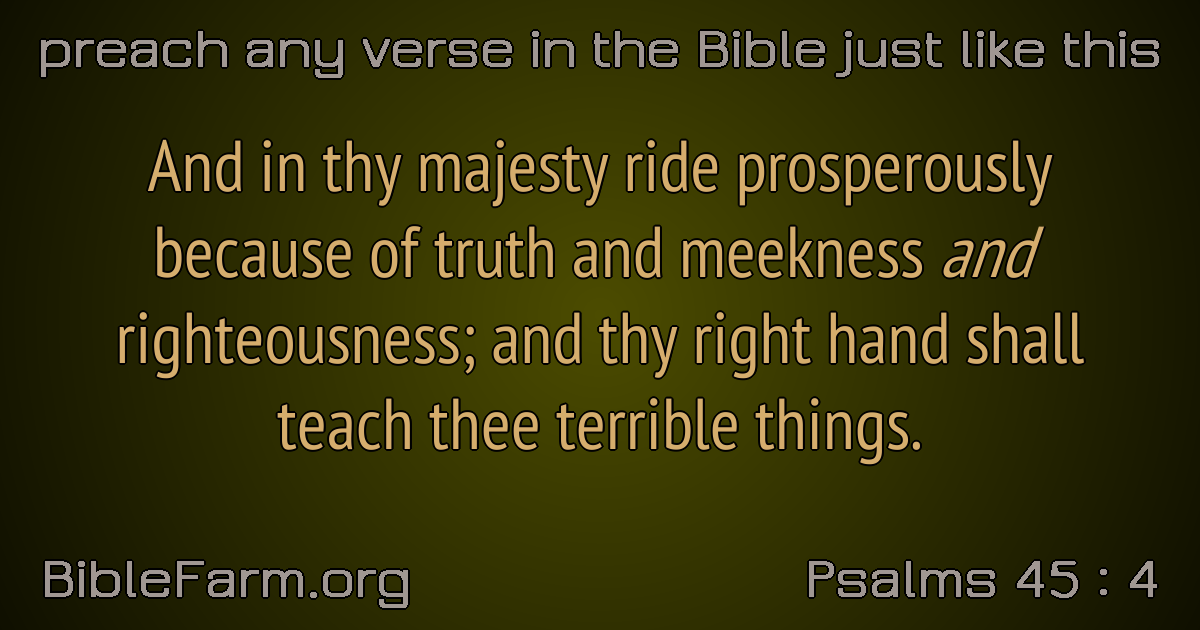 preach any verse in the Bible just like this
And in thy majesty ride prosperously
because of truth and meekness and
righteousness; and thy right hand shall
teach thee terrible things.
BibleFarm.org
Psalms 45 : 4